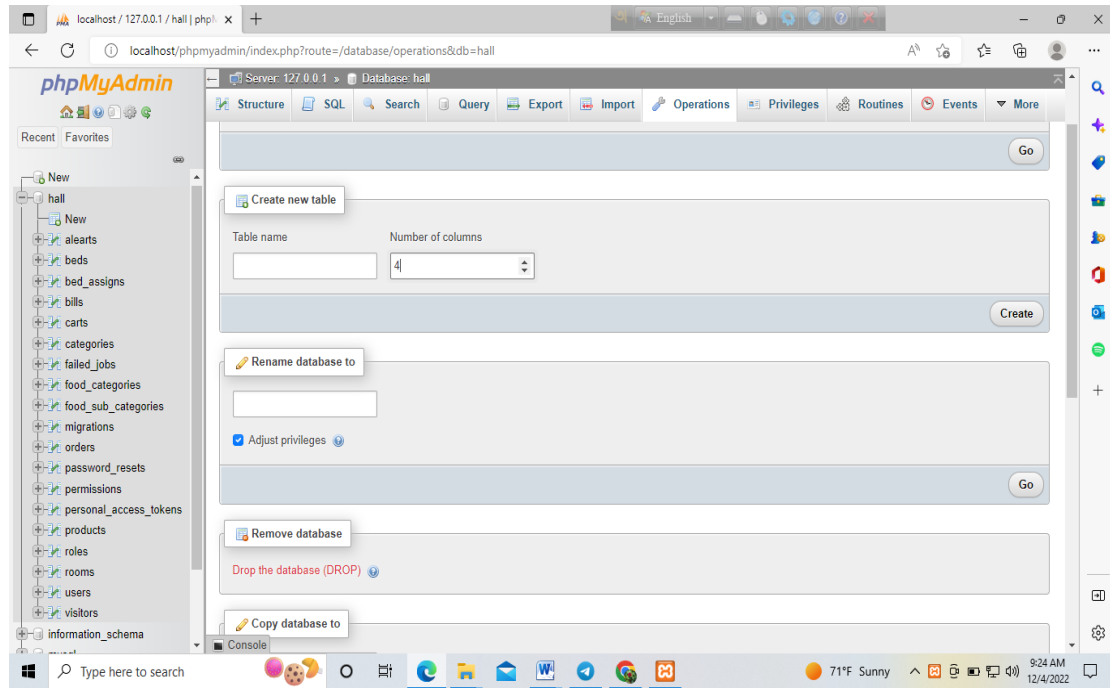 localhost / 127.0.0.1 / hall | phpM
English
localhost/phpmyadmin/index.php?route=/database/operations&db=hall
phpMyAdmin
Recent Favorites
New
hall
New
alearts
beds
bed_assigns
bills
carts
categories
failed_jobs
food_categories
food_sub_categories
migrations
orders
password_resets
permissions
personal_access_tokens
products
roles
rooms
users
visitors
information_schema
Server: 127.0.0.1 » Database: hall
Structure SQL Search Query Export Import Operations Privileges Routines Events More
Go
Create new table
Table name Number of columns
4
Create
Rename database to
Adjust privileges
Go
Remove database
Drop the database (DROP)
Copy database to
Console
Type here to search
71°F Sunny
9:24 AM
12/4/2022